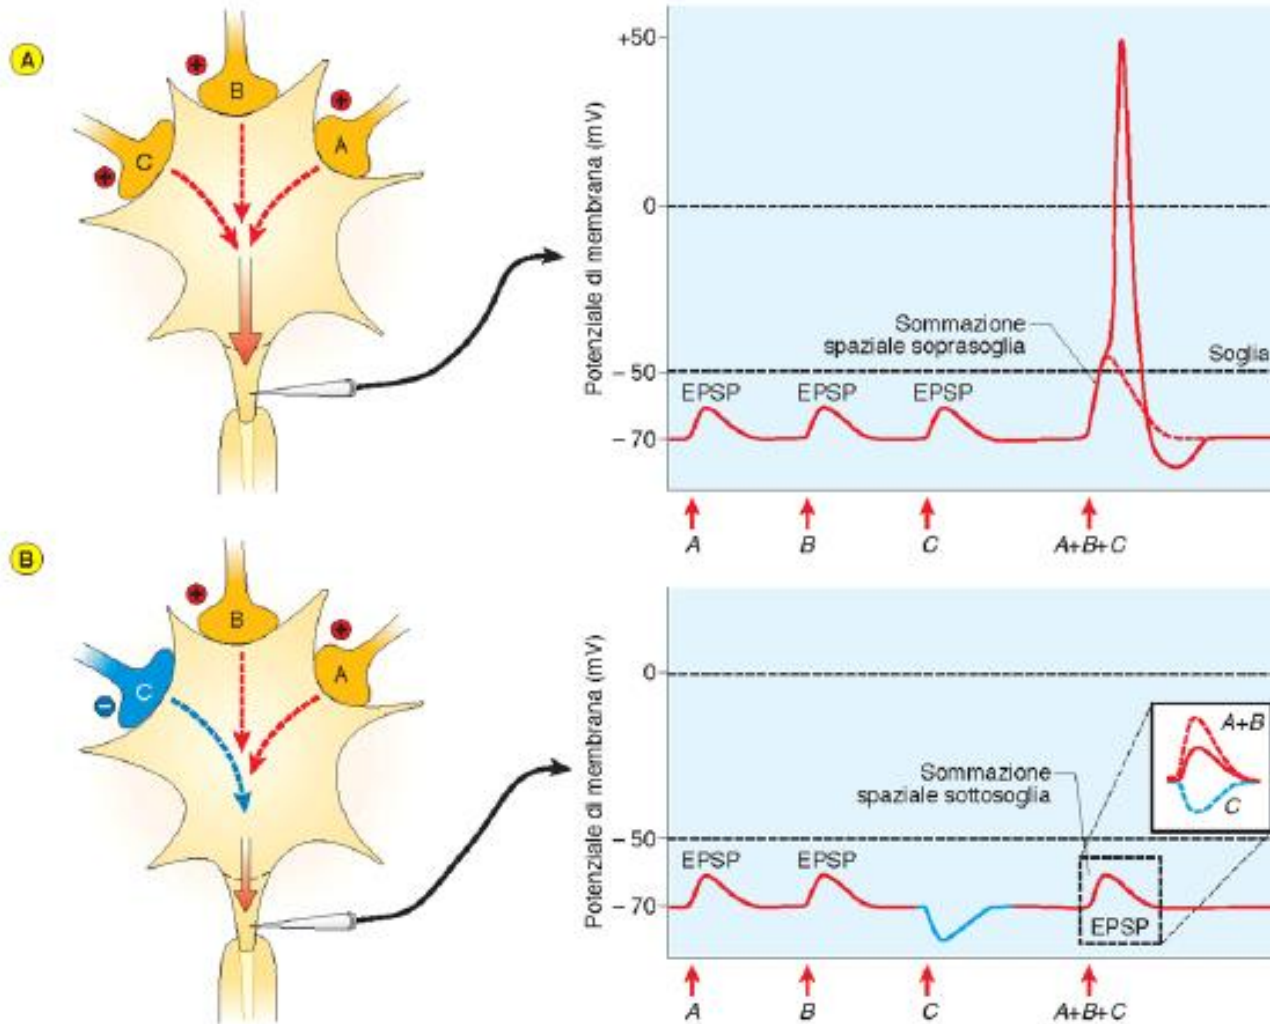 A
B
A
C
+50
0
– 50
– 70
Potenziale di membrana (mV)
Sommazione
spaziale soprasoglia
Soglia
EPSP
EPSP
EPSP
A
B
C
A+B+C
B
B
A
C
0
– 50
– 70
Potenziale di membrana (mV)
A+B
C
Sommazione
spaziale sottosoglia
EPSP
EPSP
EPSP
A
B
C
A+B+C